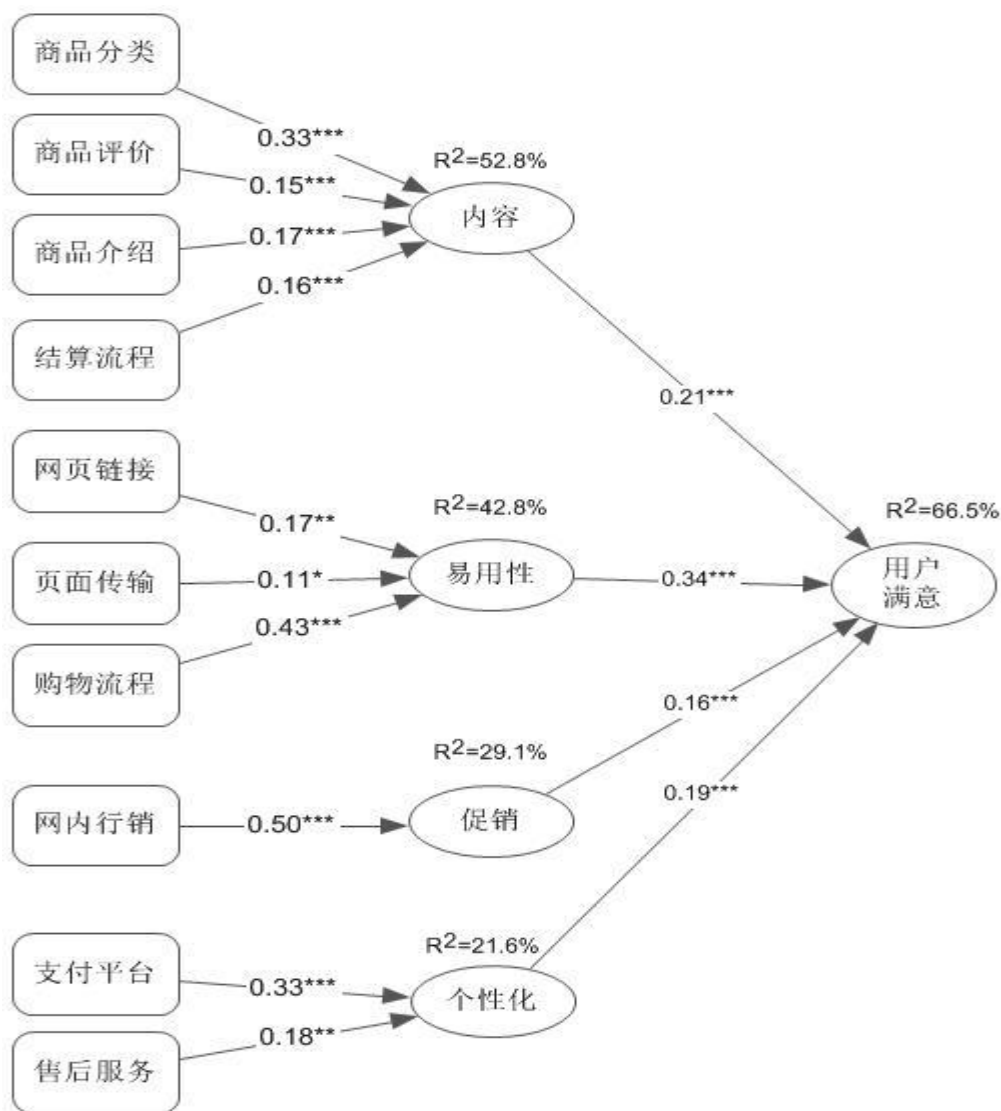 商品分类
0.33***
商品评价
R²=52.8%
0.15***
内容
商品介绍
0.17***
0.16***
结算流程
0.21***
网页链接
R²=42.8%
R²=66.5%
0.17**
页面传输
0.11*
易用性
0.34***
用户
满意
0.43***
购物流程
0.16***
R²=29.1%
0.19***
网内行销
0.50***
促销
R²=21.6%
支付平台
0.33***
个性化
0.18**
售后服务